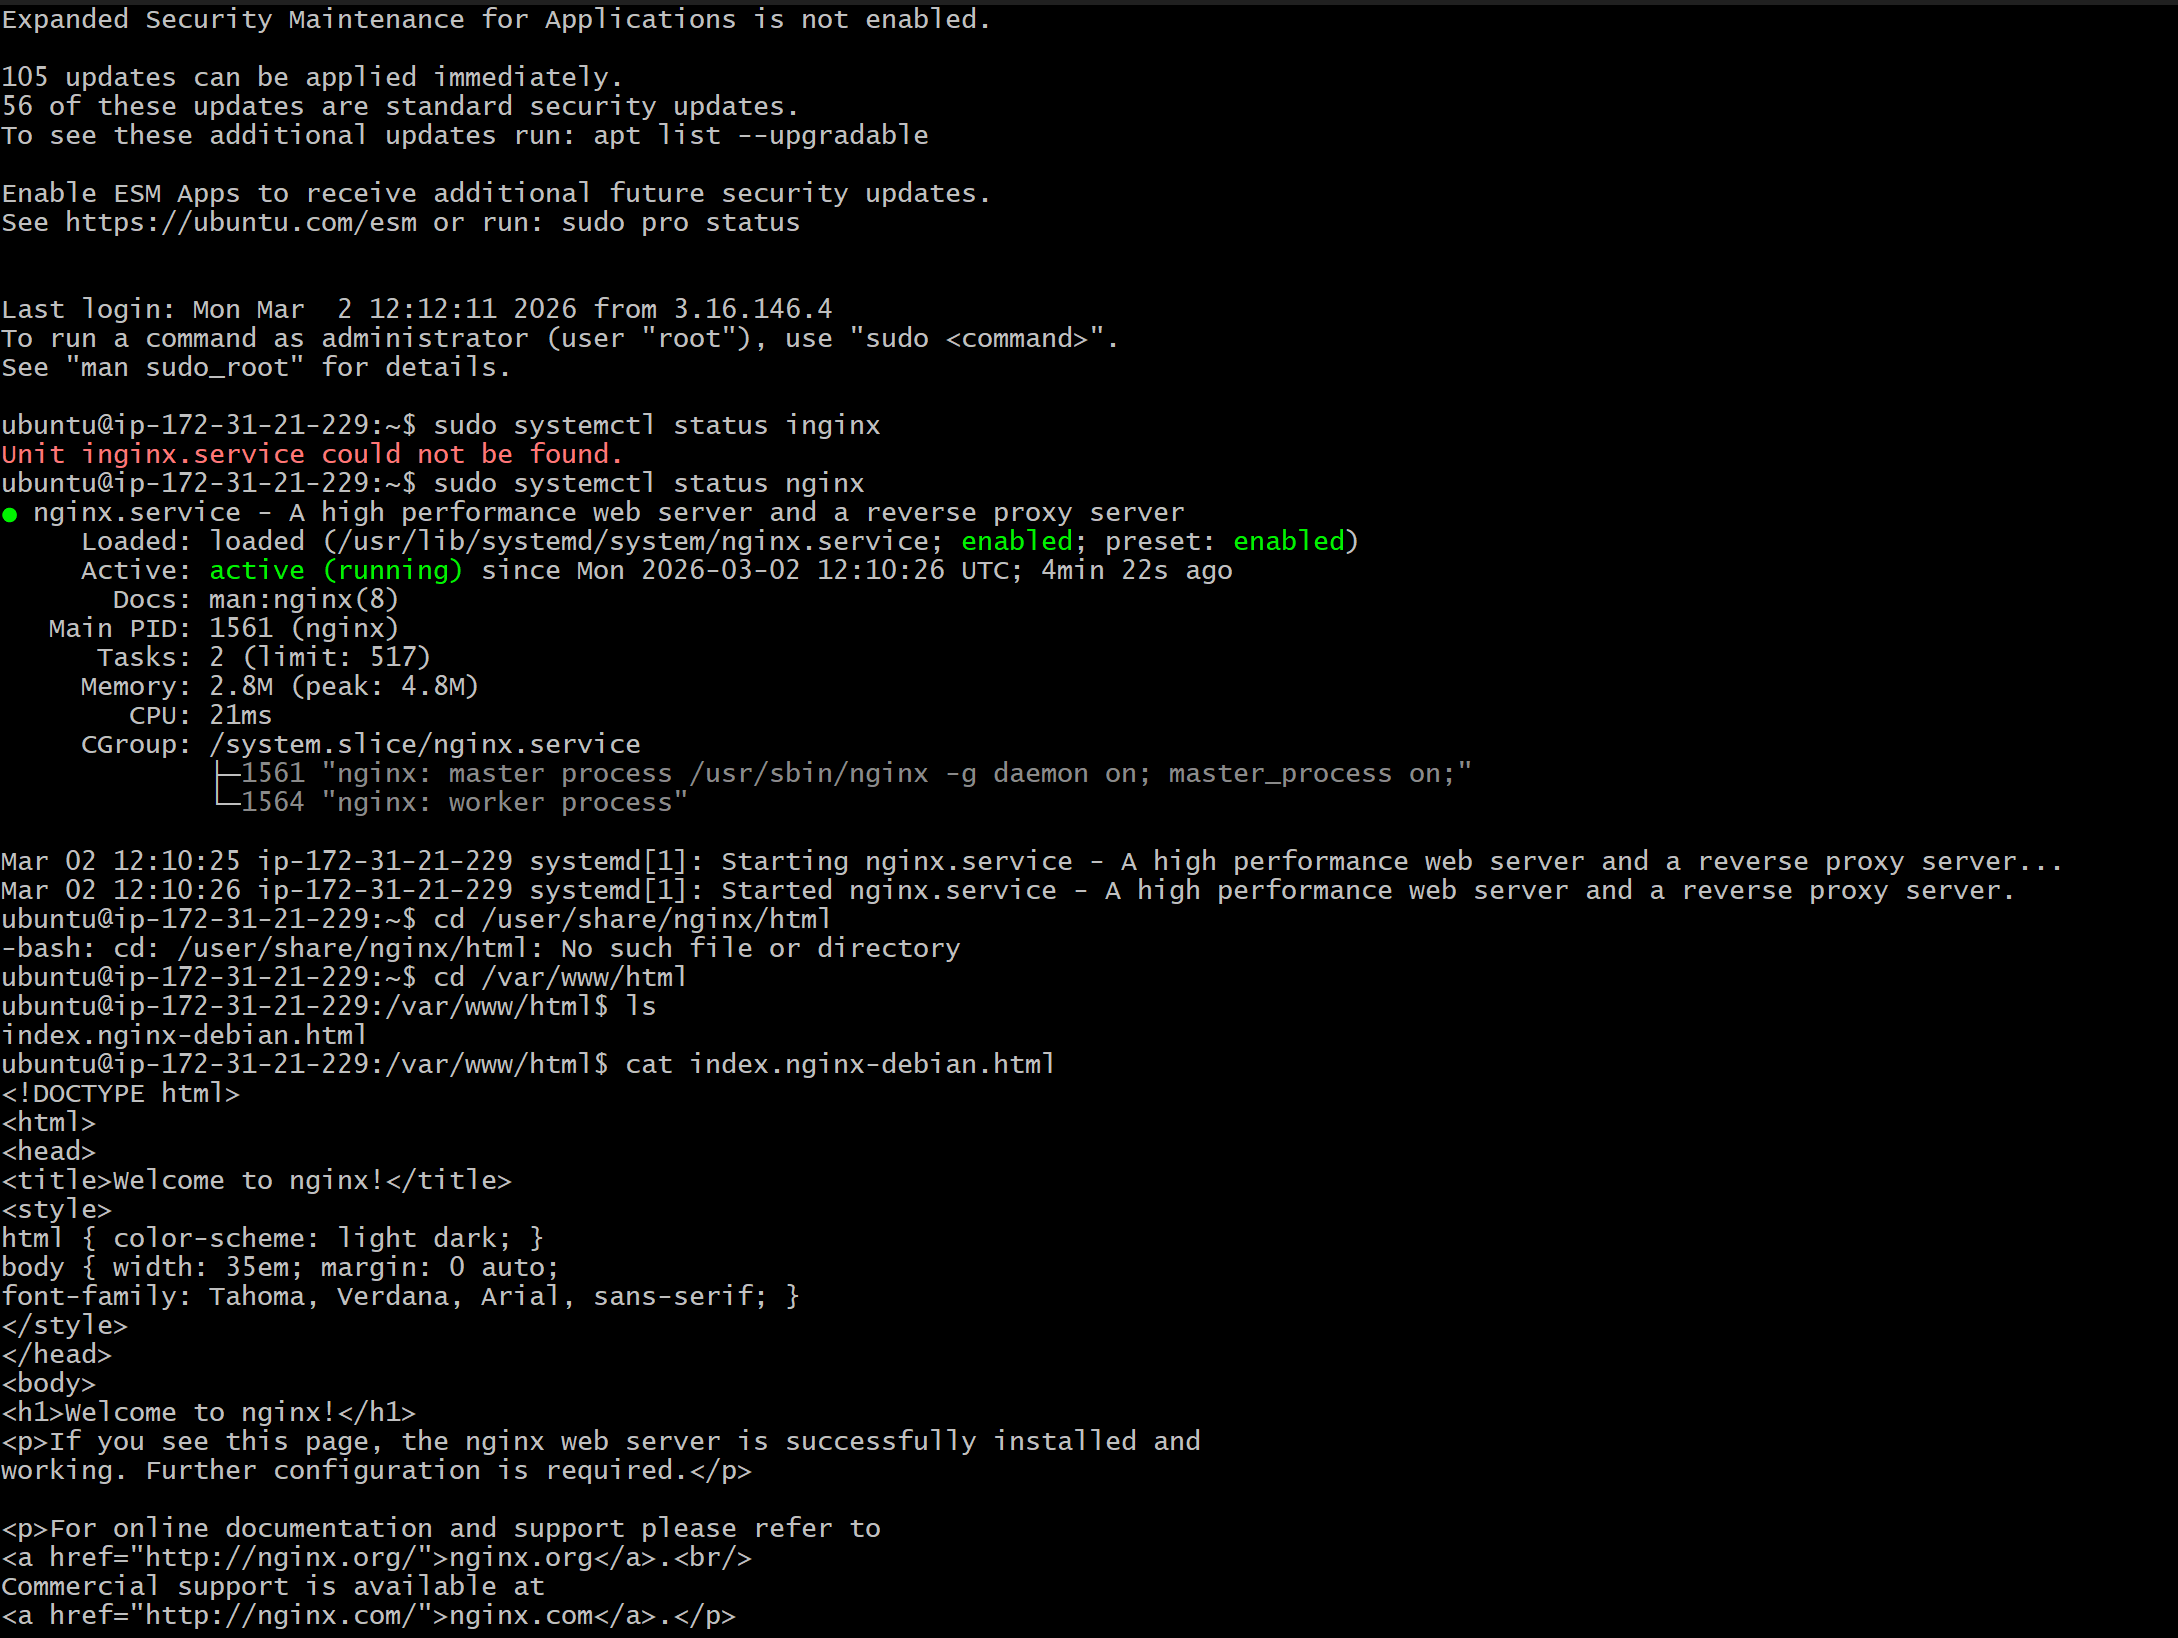 Expanded Security Maintenance for Applications is not enabled.
105 updates can be applied immediately.
56 of these updates are standard security updates.
To see these additional updates run: apt list --upgradable
Enable ESM Apps to receive additional future security updates.
See https://ubuntu.com/esm or run: sudo pro status
Last login: Mon Mar  2 12:12:11 2026 from 3.16.146.4
To run a command as administrator (user "root"), use "sudo <command>".
See "man sudo_root" for details.
ubuntu@ip-172-31-21-229:~$ sudo systemctl status inginx
Unit inginx.service could not be found.
ubuntu@ip-172-31-21-229:~$ sudo systemctl status nginx
● nginx.service - A high performance web server and a reverse proxy server
     Loaded: loaded (/usr/lib/systemd/system/nginx.service; enabled; preset: enabled)
     Active: active (running) since Mon 2026-03-02 12:10:26 UTC; 4min 22s ago
       Docs: man:nginx(8)
   Main PID: 1561 (nginx)
      Tasks: 2 (limit: 517)
     Memory: 2.8M (peak: 4.8M)
        CPU: 21ms
     CGroup: /system.slice/nginx.service
             ├─1561 "nginx: master process /usr/sbin/nginx -g daemon on; master_process on;"
             └─1564 "nginx: worker process"
Mar 02 12:10:25 ip-172-31-21-229 systemd[1]: Starting nginx.service - A high performance web server and a reverse proxy server...
Mar 02 12:10:26 ip-172-31-21-229 systemd[1]: Started nginx.service - A high performance web server and a reverse proxy server.
ubuntu@ip-172-31-21-229:~$ cd /user/share/nginx/html
-bash: cd: /user/share/nginx/html: No such file or directory
ubuntu@ip-172-31-21-229:~$ cd /var/www/html
ubuntu@ip-172-31-21-229:/var/www/html$ ls
index.nginx-debian.html
ubuntu@ip-172-31-21-229:/var/www/html$ cat index.nginx-debian.html
<!DOCTYPE html>
<html>
<head>
<title>Welcome to nginx!</title>
<style>
html { color-scheme: light dark; }
body { width: 35em; margin: 0 auto;
font-family: Tahoma, Verdana, Arial, sans-serif; }
</style>
</head>
<body>
<h1>Welcome to nginx!</h1>
<p>If you see this page, the nginx web server is successfully installed and
working. Further configuration is required.</p>
<p>For online documentation and support please refer to
<a href="http://nginx.org/">nginx.org</a>.<br/>
Commercial support is available at
<a href="http://nginx.com/">nginx.com</a>.</p>